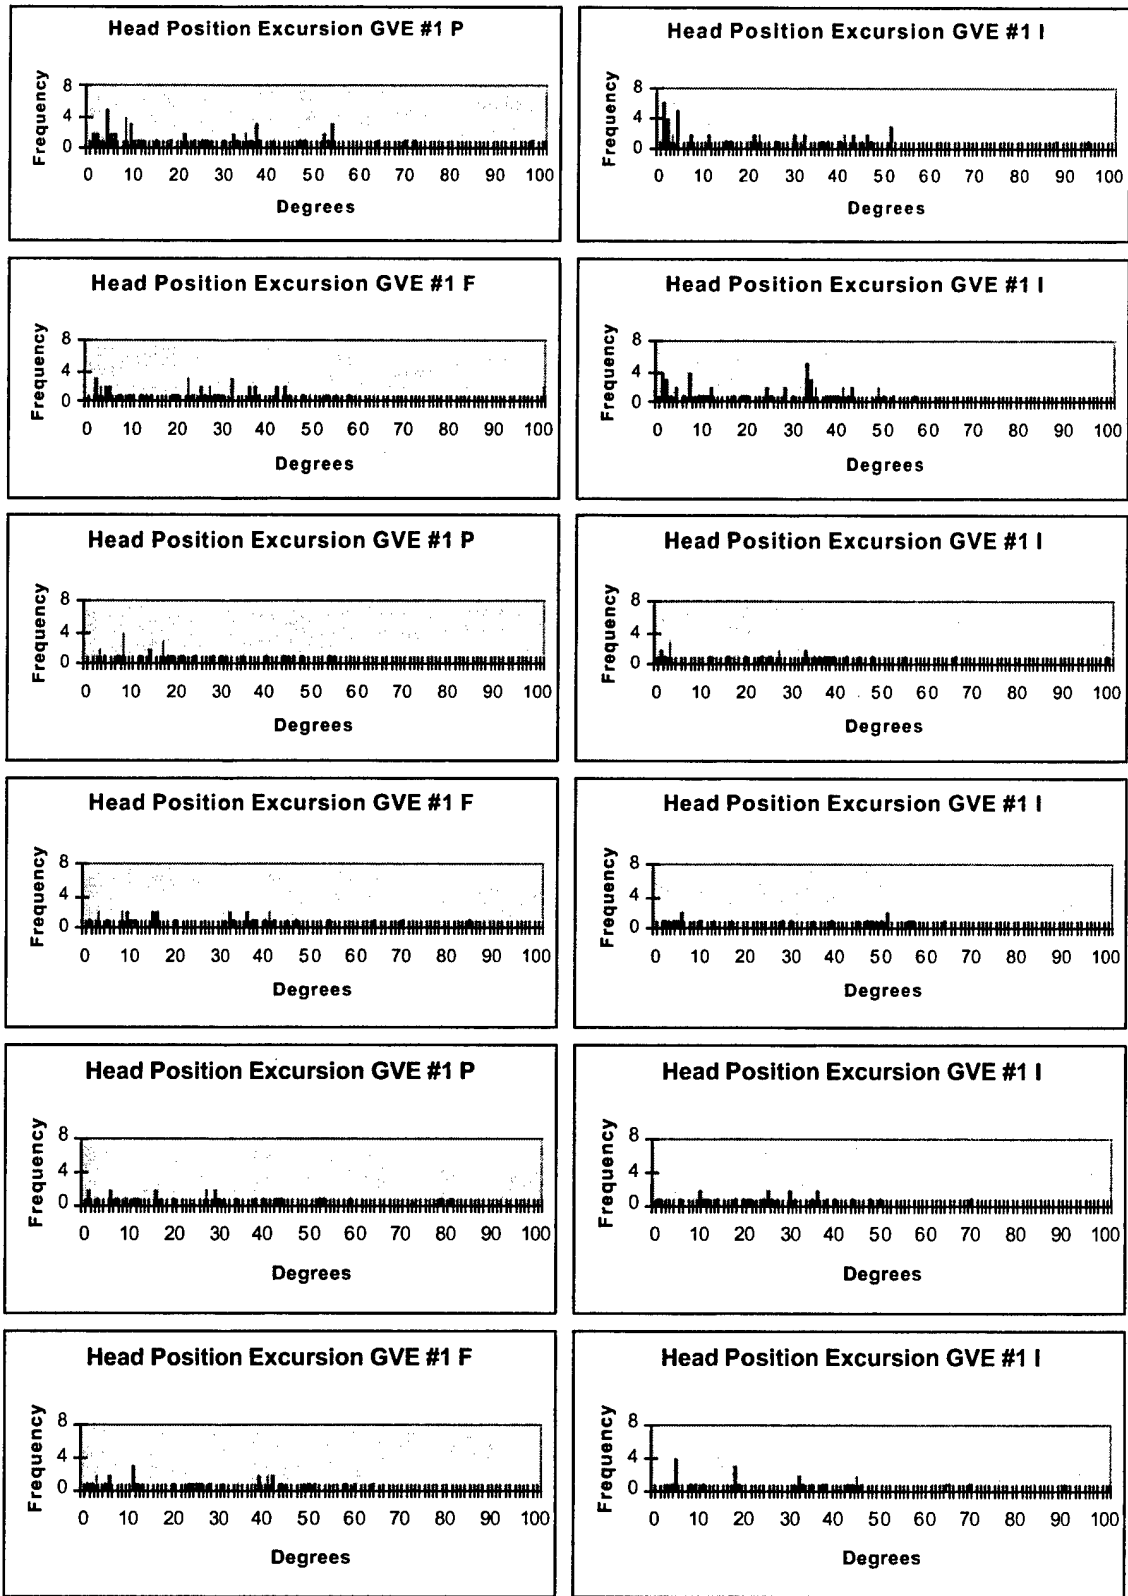 Head Position Excursion GVE #1 P
Frequency
8
4
0
0 10 20 30 40 50 60 70 80 90 100
Degrees
Head Position Excursion GVE #1 I
Frequency
8
4
0
0 10 20 30 40 50 60 70 80 90 100
Degrees
Head Position Excursion GVE #1 F
Frequency
8
4
0
0 10 20 30 40 50 60 70 80 90 100
Degrees
Head Position Excursion GVE #1 I
Frequency
8
4
0
0 10 20 30 40 50 60 70 80 90 100
Degrees
Head Position Excursion GVE #1 P
Frequency
8
4
0
0 10 20 30 40 50 60 70 80 90 100
Degrees
Head Position Excursion GVE #1 I
Frequency
8
4
0
0 10 20 30 40 50 60 70 80 90 100
Degrees
Head Position Excursion GVE #1 F
Frequency
8
4
0
0 10 20 30 40 50 60 70 80 90 100
Degrees
Head Position Excursion GVE #1 I
Frequency
8
4
0
0 10 20 30 40 50 60 70 80 90 100
Degrees
Head Position Excursion GVE #1 P
Frequency
8
4
0
0 10 20 30 40 50 60 70 80 90 100
Degrees
Head Position Excursion GVE #1 I
Frequency
8
4
0
0 10 20 30 40 50 60 70 80 90 100
Degrees
Head Position Excursion GVE #1 F
Frequency
8
4
0
0 10 20 30 40 50 60 70 80 90 100
Degrees
Head Position Excursion GVE #1 I
Frequency
8
4
0
0 10 20 30 40 50 60 70 80 90 100
Degrees